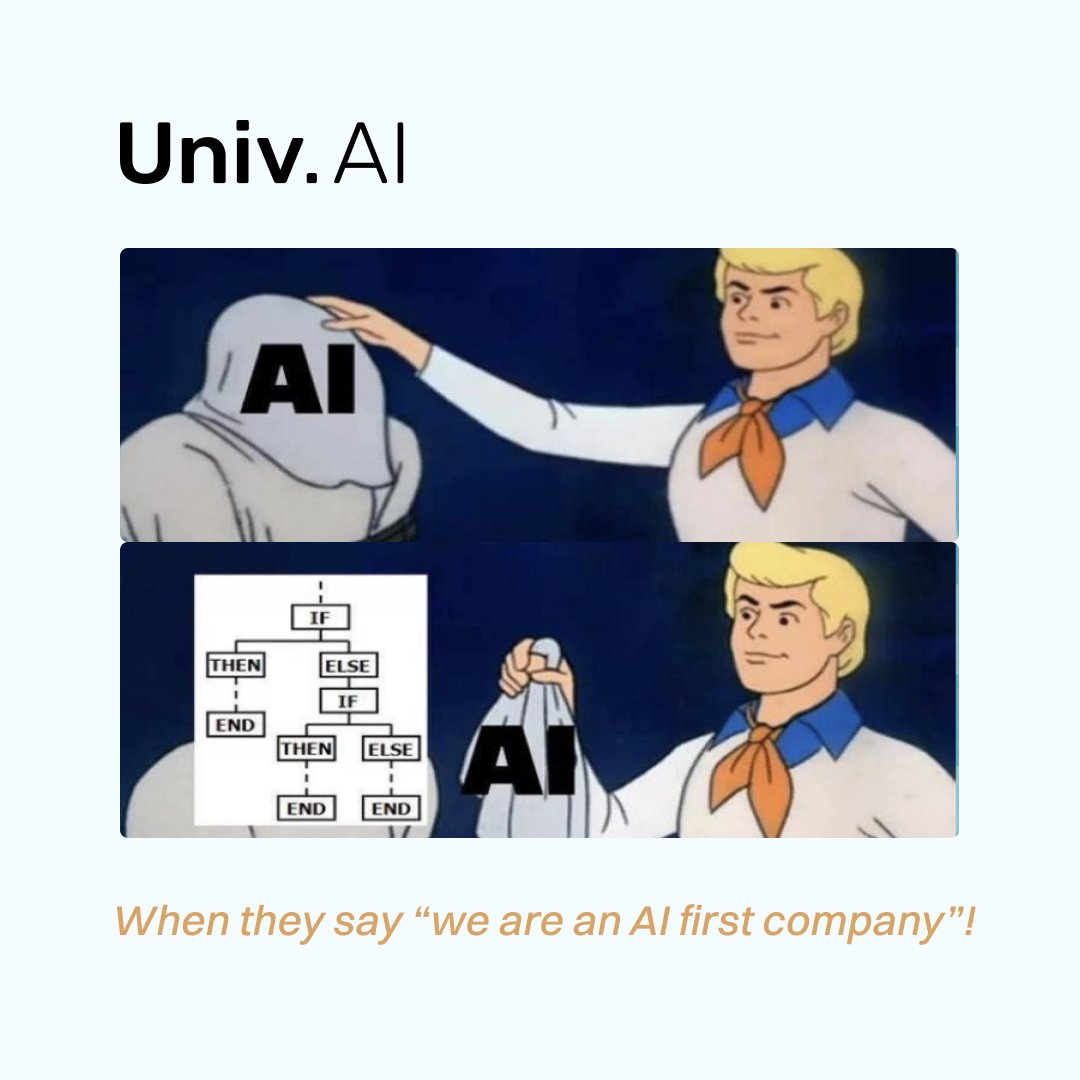 Univ. AI
AI
IF
THEN ELSE
IF
END
THEN ELSE
END END
AI
When they say “we are an AI first company”!